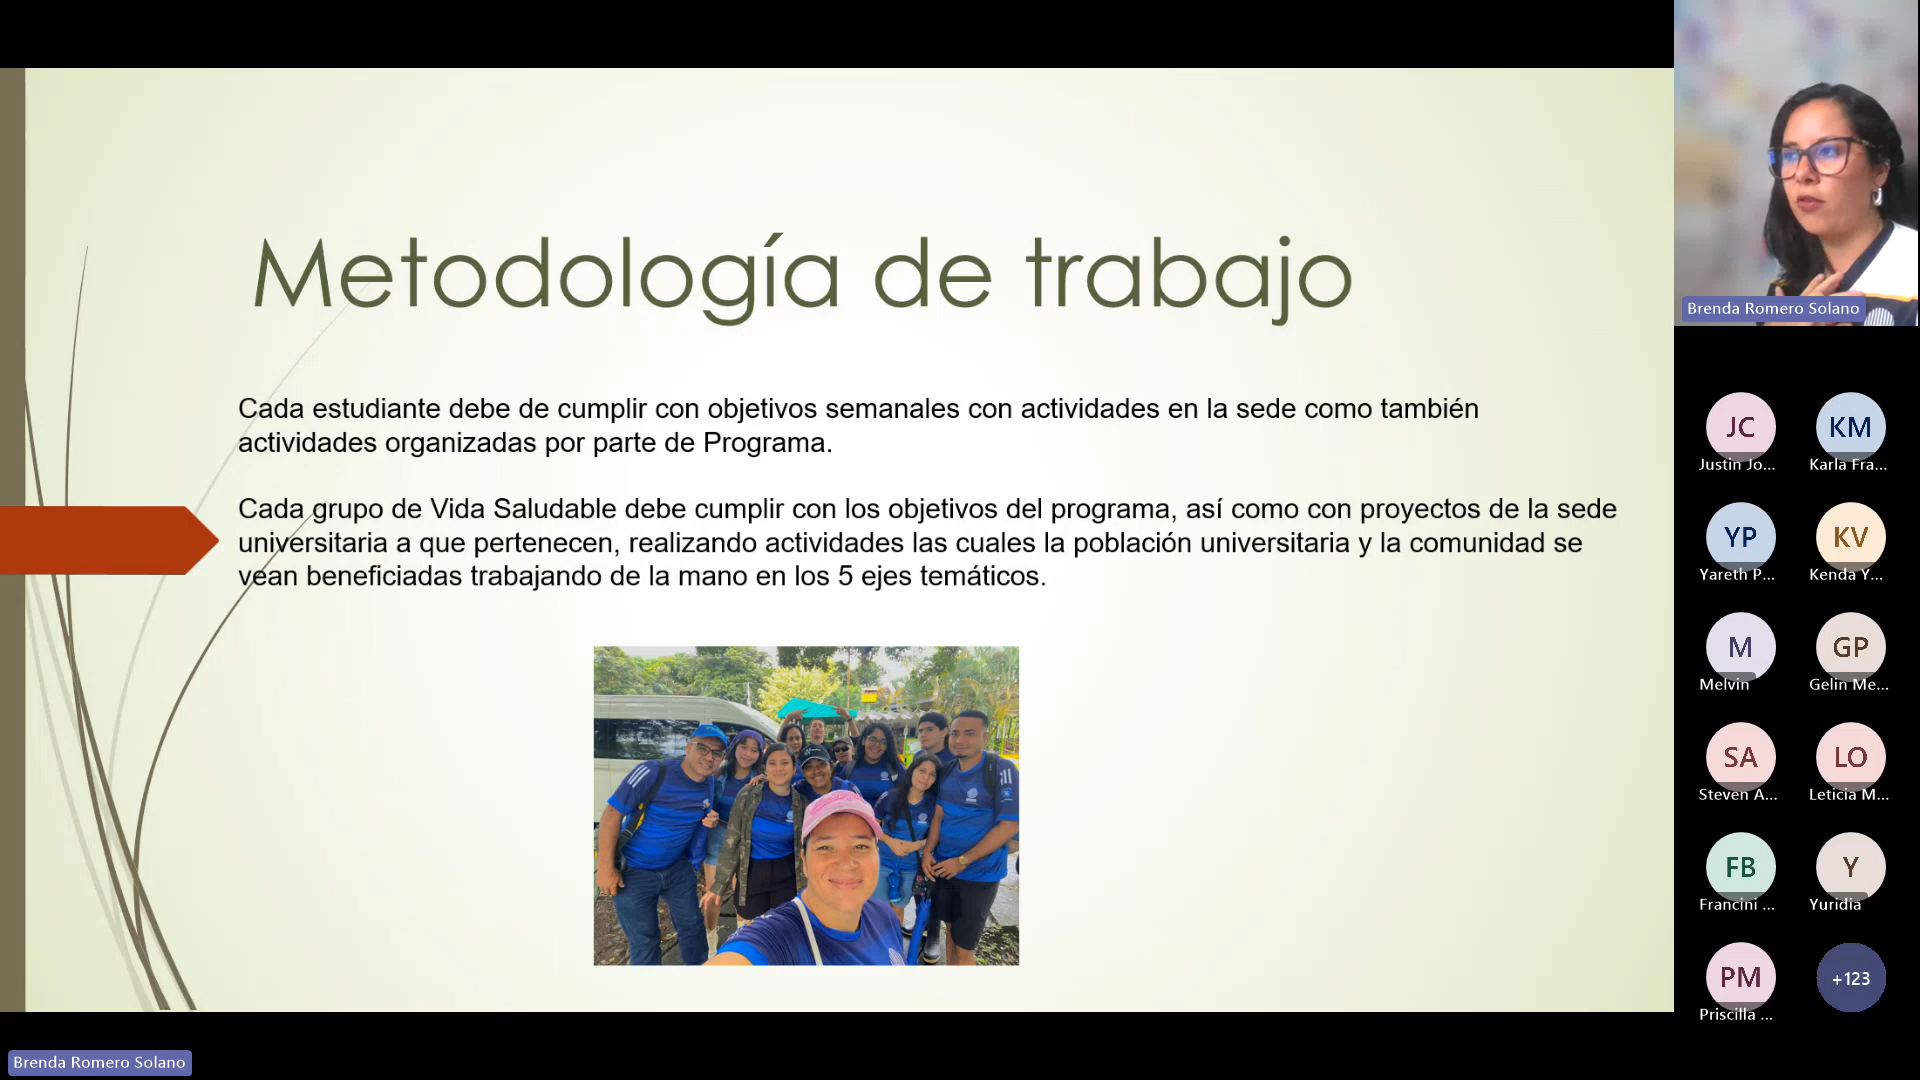 Metodología de trabajo
Cada estudiante debe de cumplir con objetivos semanales con actividades en la sede como también
actividades organizadas por parte de Programa.
Cada grupo de Vida Saludable debe cumplir con los objetivos del programa, así como con proyectos de la sede
universitaria a que pertenecen, realizando actividades las cuales la población universitaria y la comunidad se
vean beneficiadas trabajando de la mano en los 5 ejes temáticos.
Brenda Romero Solano
JC
KM
Justin Jo...
Karla Fra...
YP
KV
Yareth P...
Kenda Y...
M
GP
Melvin
Gelin Me...
SA
LO
Steven A...
Leticia M...
FB
Y
Francini ...
Yuridia
PM
+123
Priscilla ...
Brenda Romero Solano